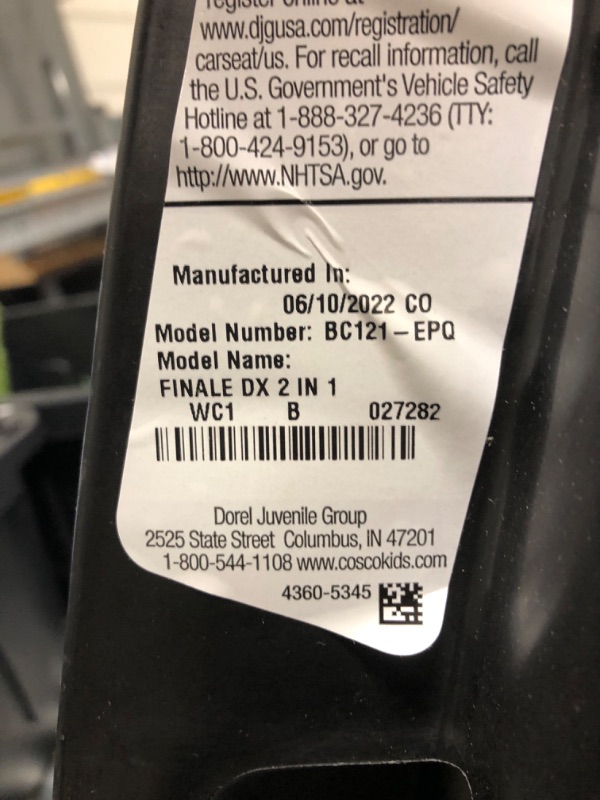 register online at
www.djgusa.com/registration/
carseat/us. For recall information, call
the U.S. Government's Vehicle Safety
Hotline at 1-888-327-4236 (TTY:
1-800-424-9153), or go to
http://www.NHTSA.gov.
Manufactured In:
06/10/2022 CO
Model Number: BC121-EPQ
Model Name:
FINALE DX 2 IN 1
WC1 B 027282
Dorel Juvenile Group
2525 State Street Columbus, IN 47201
1-800-544-1108 www.coscokids.com
4360-5345